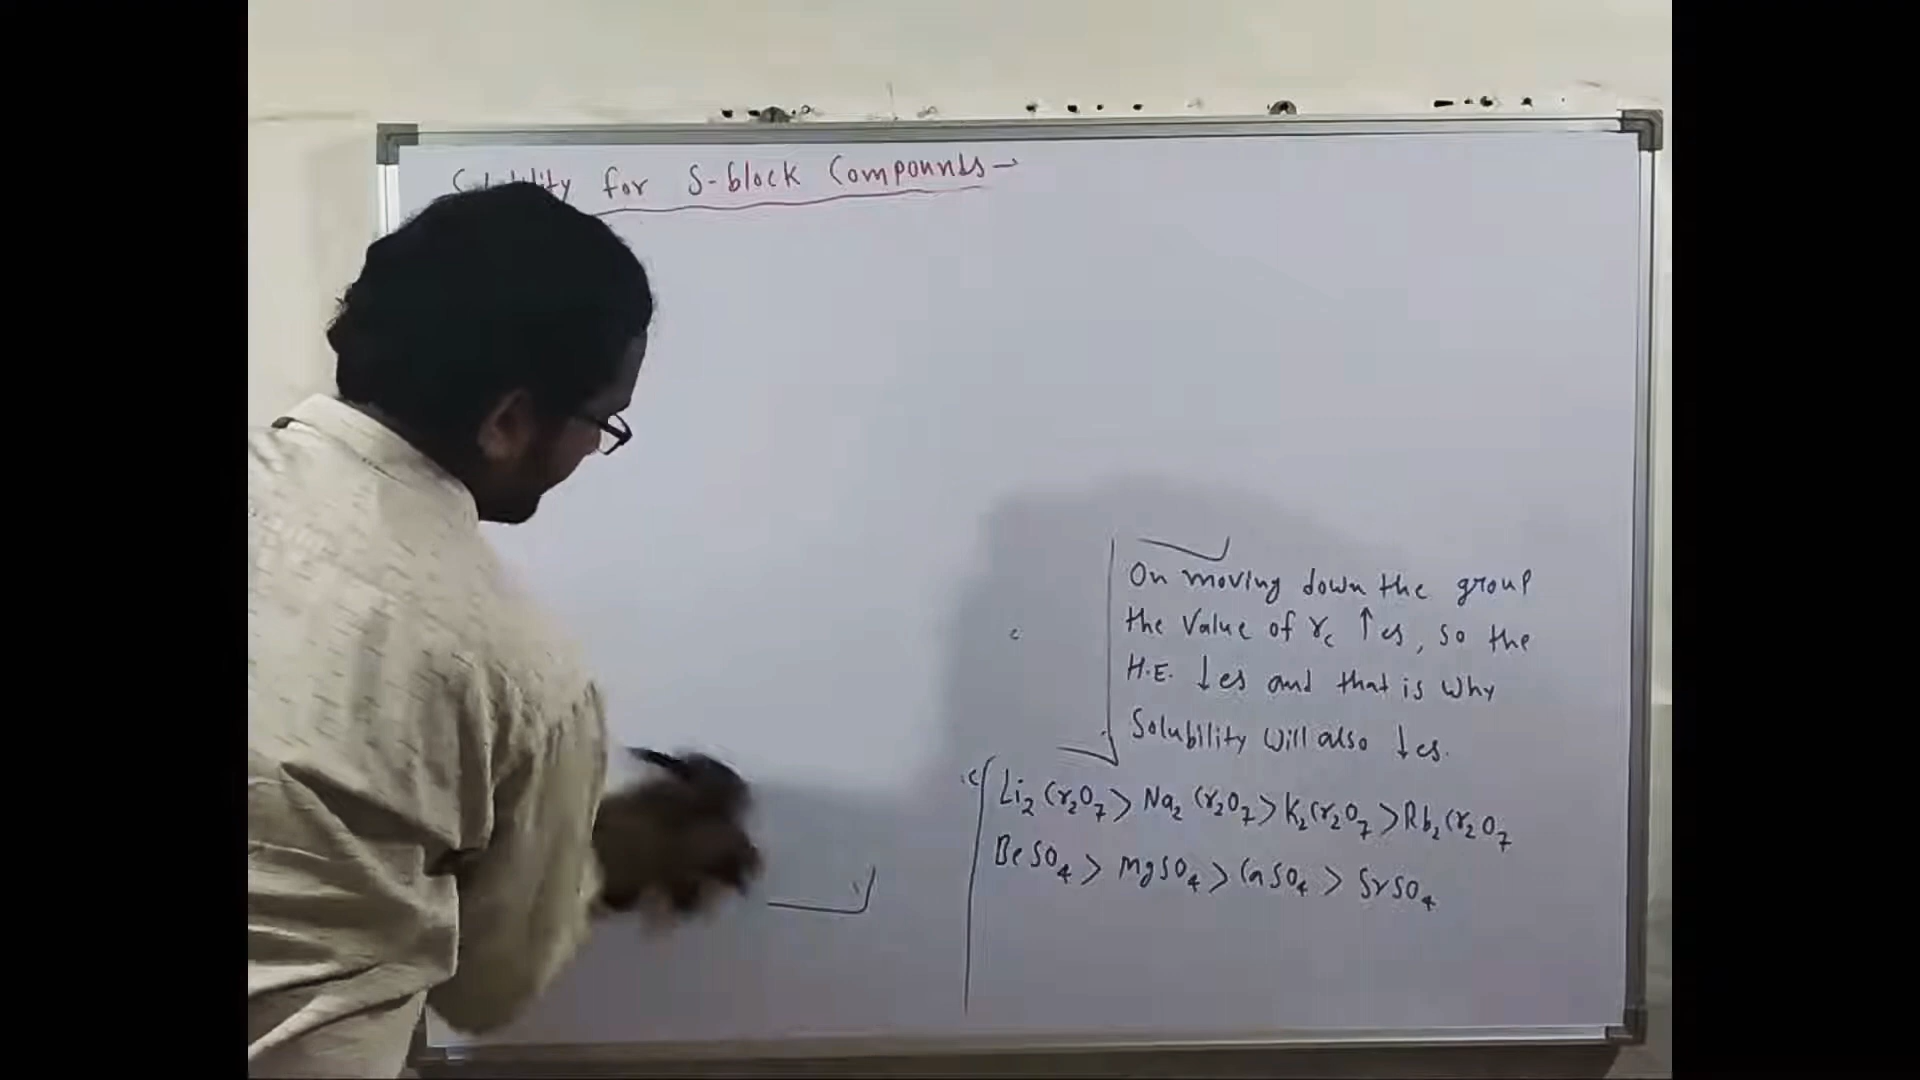 Solubility for S-block Compounds→
On moving down the group
the value of r꜀ ↑es, so the
H.E. ↓es and that is why
Solubility will also ↓es.
Li₂Cr₂O₇ > Na₂Cr₂O₇ > K₂Cr₂O₇ > Rb₂Cr₂O₇
BeSO₄ > MgSO₄ > CaSO₄ > SrSO₄